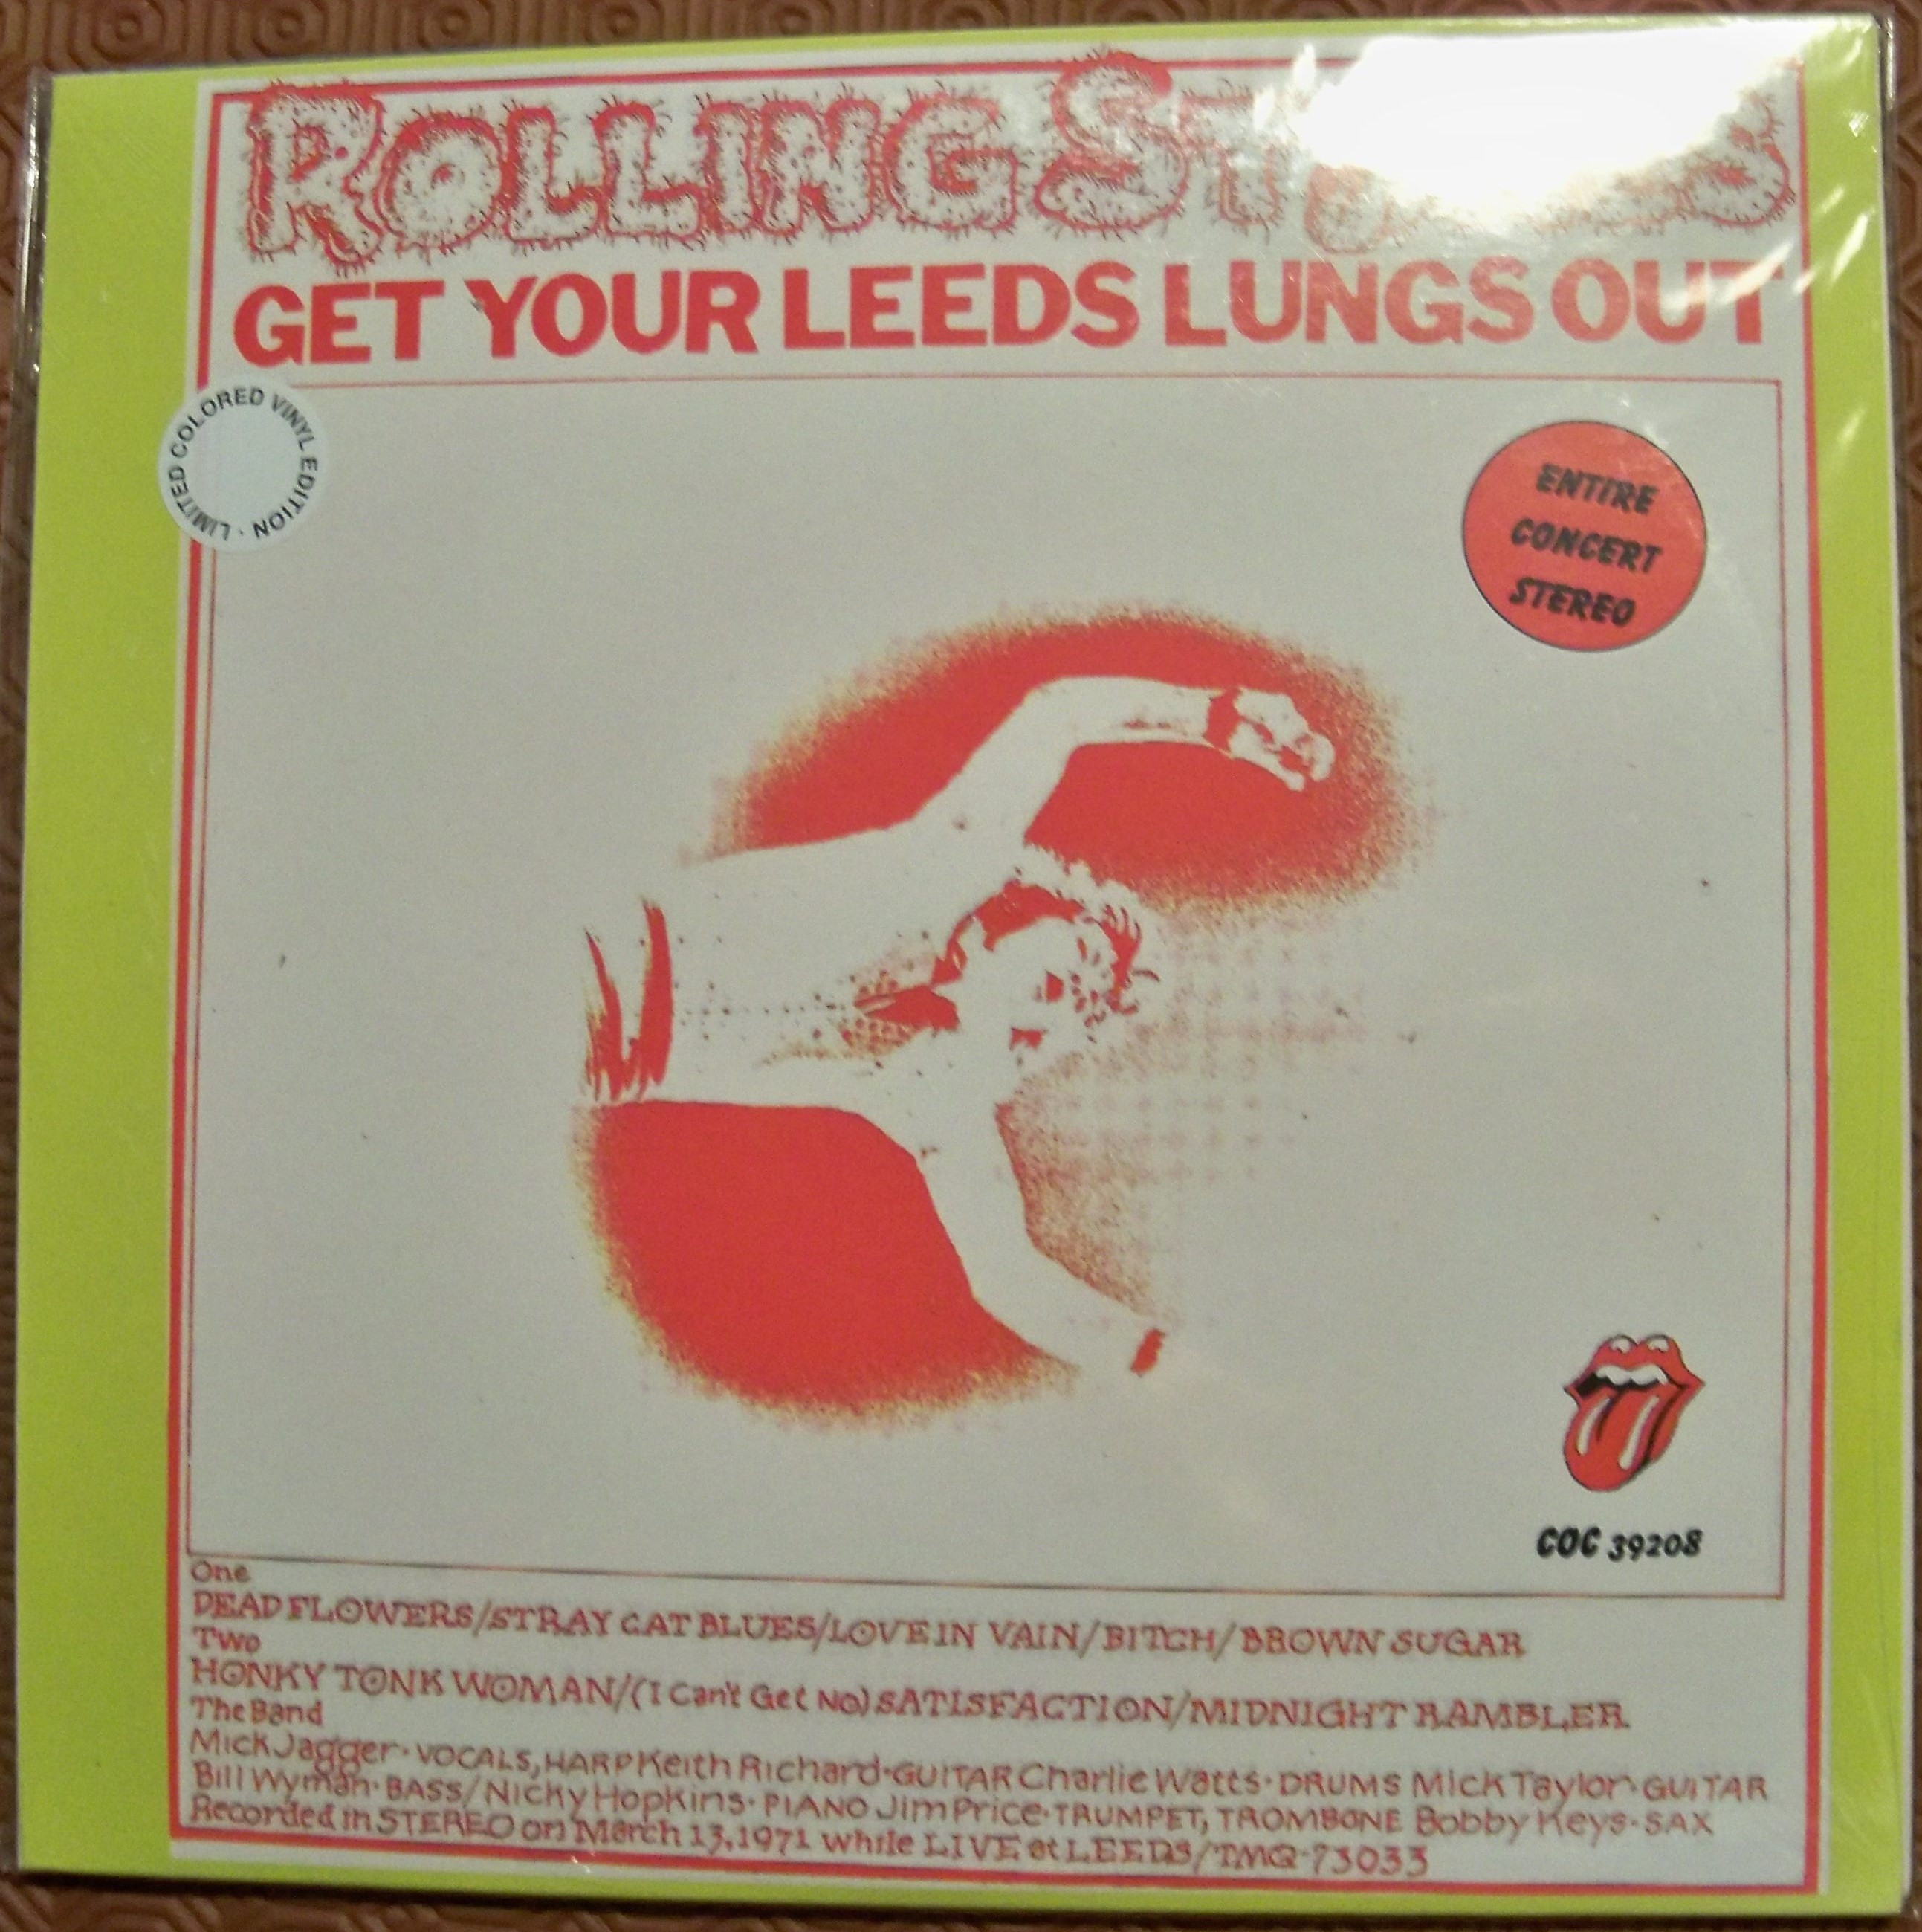 ROLLING STONES
GET YOUR LEEDS LUNGS OUT
LIMITED COLORED VINYL EDITION ·
ENTIRE
CONCERT
STEREO
COC 39208
One
DEAD FLOWERS/STRAY CAT BLUES/LOVE IN VAIN/BITCH/BROWN SUGAR
Two
HONKY TONK WOMAN/(I Can't Get No) SATISFACTION/MIDNIGHT RAMBLER
The Band
Mick Jagger·VOCALS, HARP Keith Richard·GUITAR Charlie Watts·DRUMS Mick Taylor·GUITAR
Bill Wyman·BASS/Nicky Hopkins·PIANO Jim Price·TRUMPET, TROMBONE Bobby Keys·SAX
Recorded in STEREO on March 13, 1971 while LIVE at LEEDS/TMQ-73033